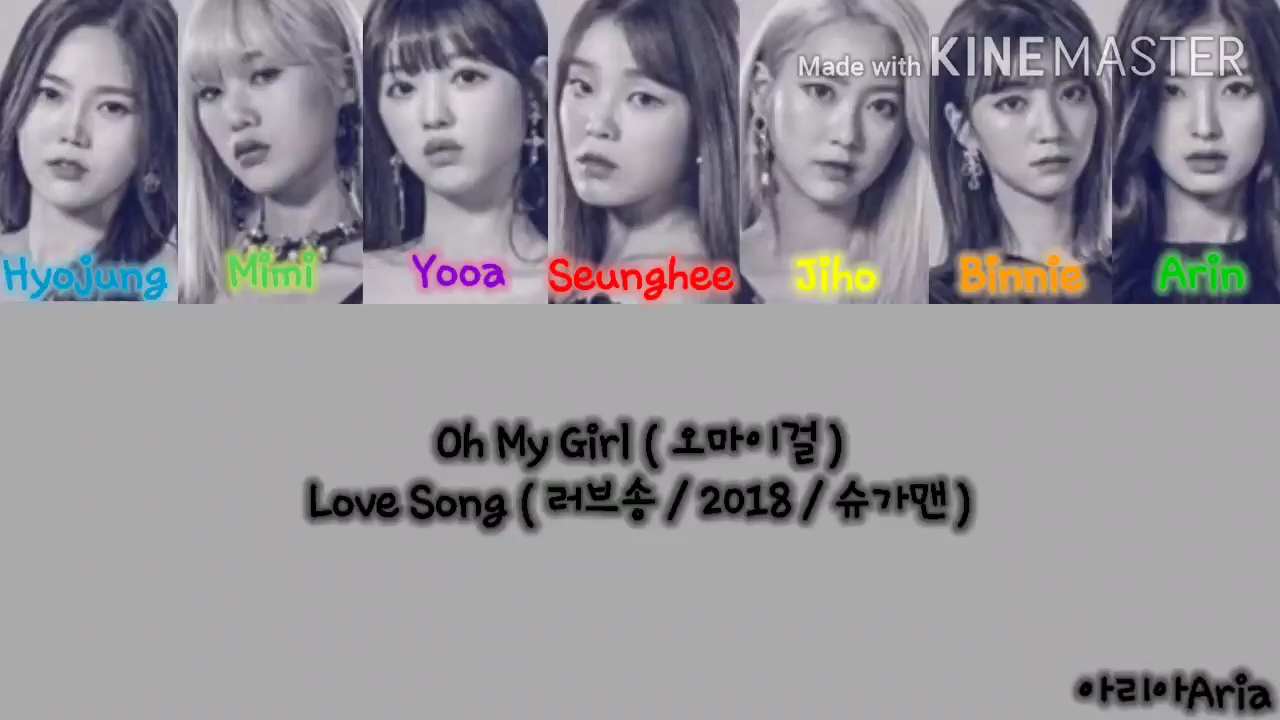 Made with KINEMASTER
Hyojung Mimi Yooa Seunghee Jiho Binnie Arin
Oh My Girl ( 오마이걸 )
Love Song ( 러브송 / 2018 / 슈가맨 )
아리아Aria